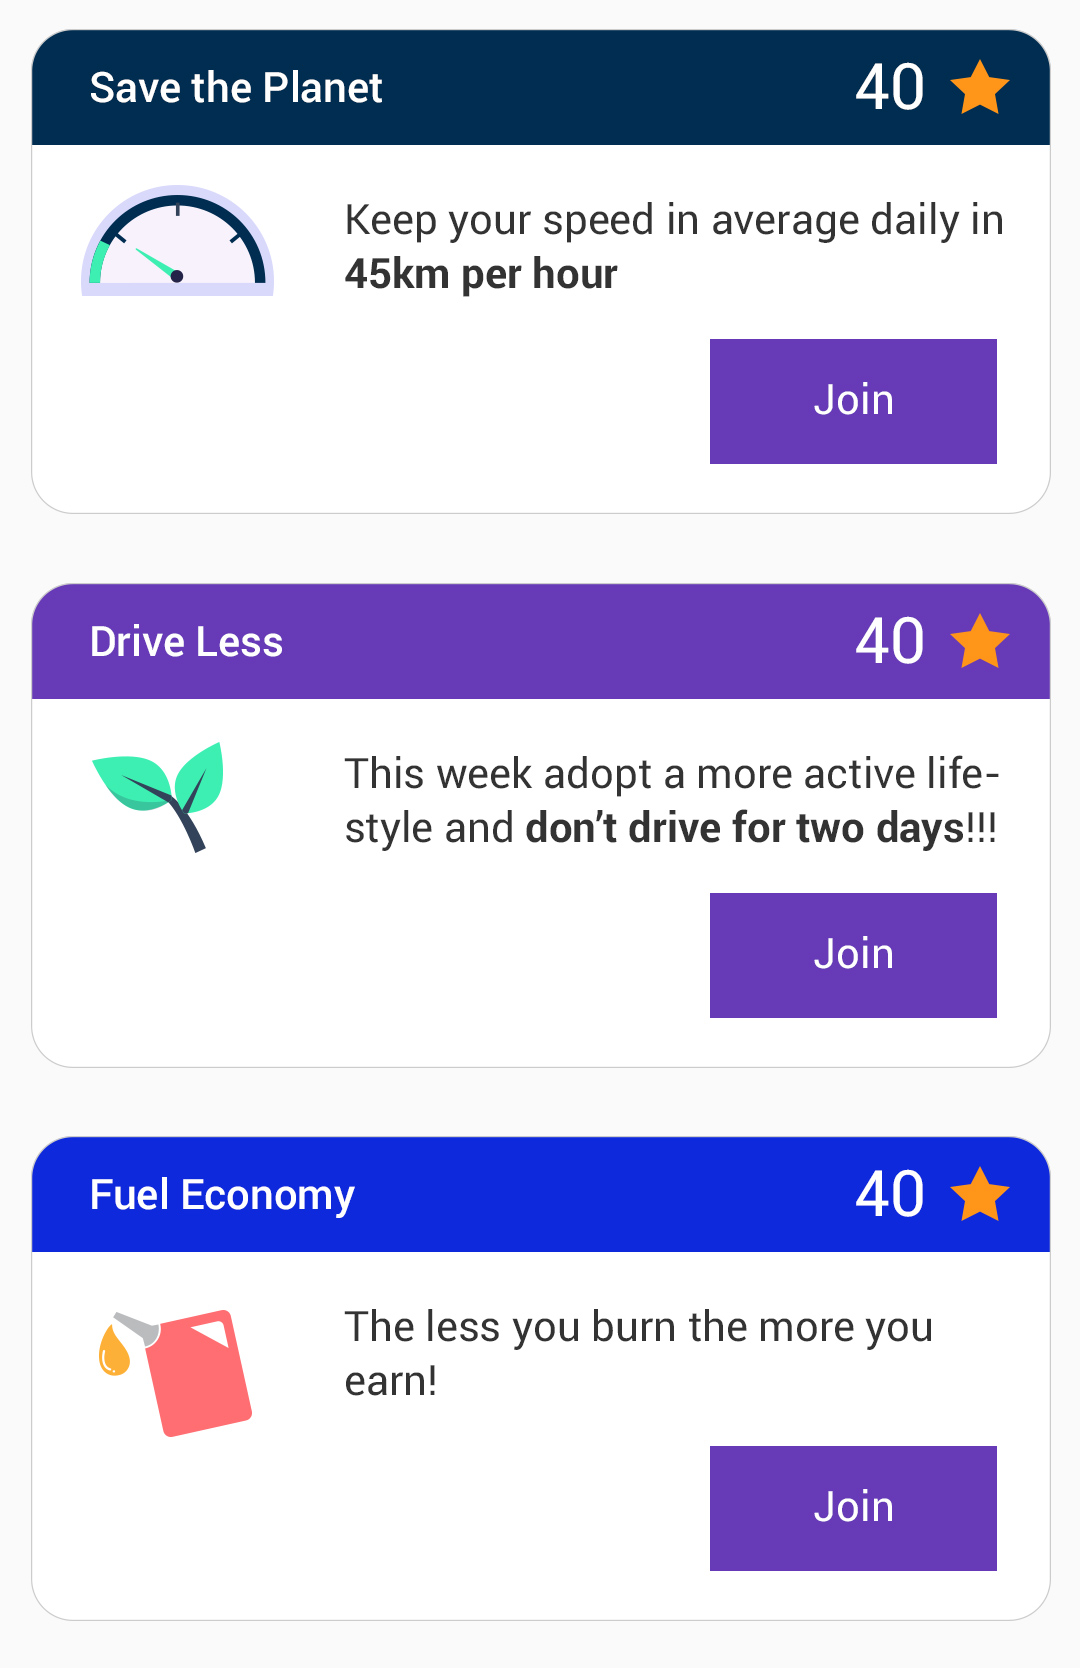 Save the Planet 40
Keep your speed in average daily in
45km per hour
Join
Drive Less 40
This week adopt a more active life-
style and don’t drive for two days!!!
Join
Fuel Economy 40
The less you burn the more you
earn!
Join